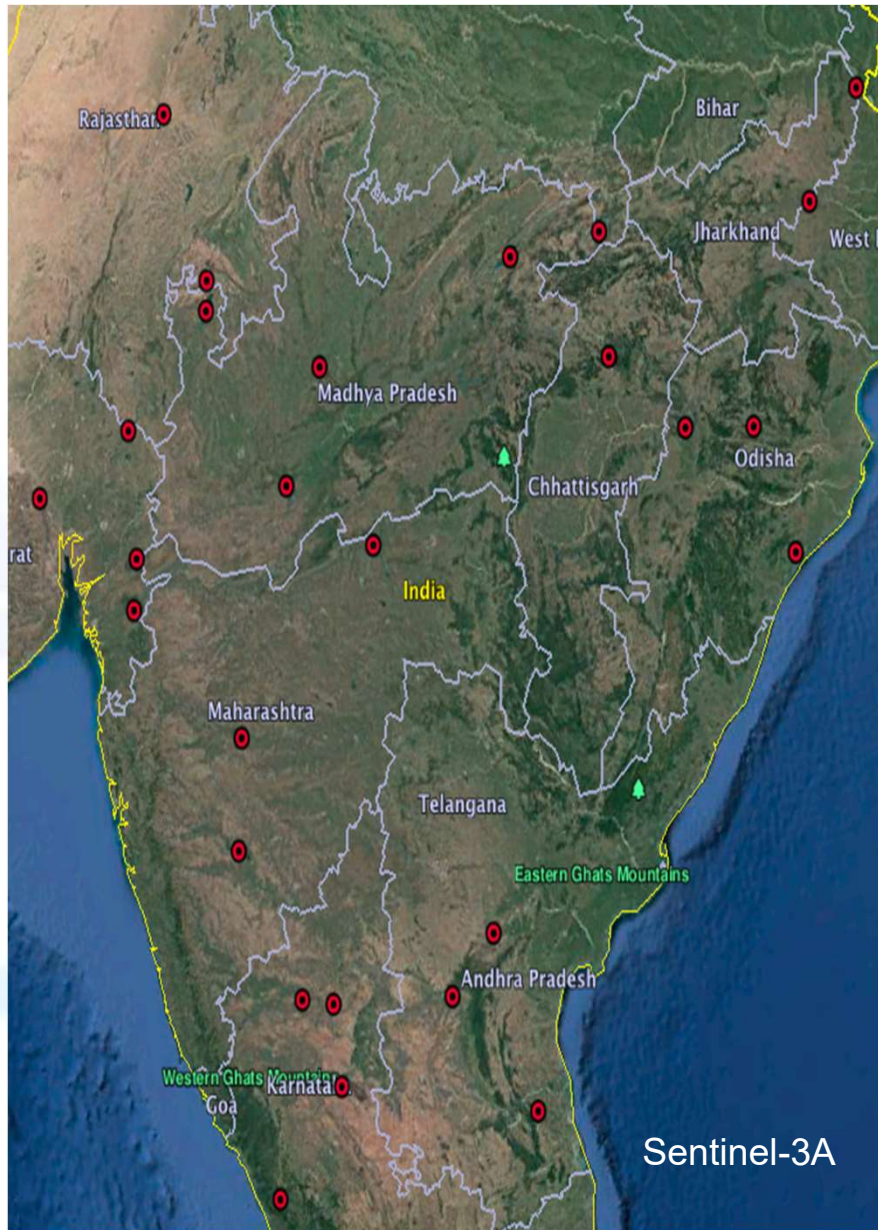 Bihar
Rajasthan
Jharkhand
West
Madhya Pradesh
Odisha
Chhattisgarh
rat
India
Maharashtra
Telangana
Eastern Ghats Mountains
Andhra Pradesh
Western Ghats Mountains
Karnata
Goa
Sentinel-3A